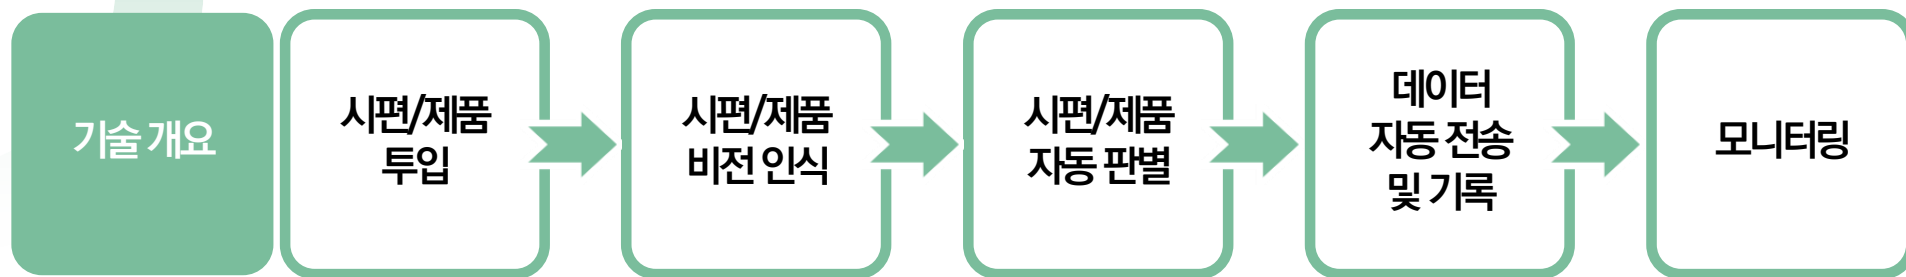 기술 개요
시편/제품
투입
시편/제품
비전 인식
시편/제품
자동 판별
데이터
자동 전송
및 기록
모니터링